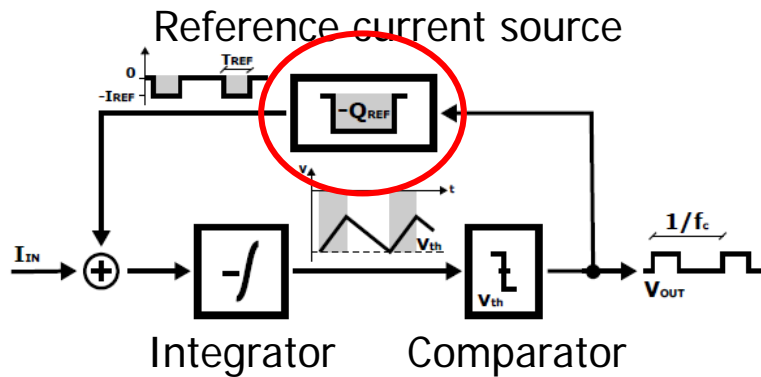 Reference current source
TREF
0
-IREF
-QREF
v
t
Vth
1/fc
IIN
VOUT
Vth
Integrator
Comparator